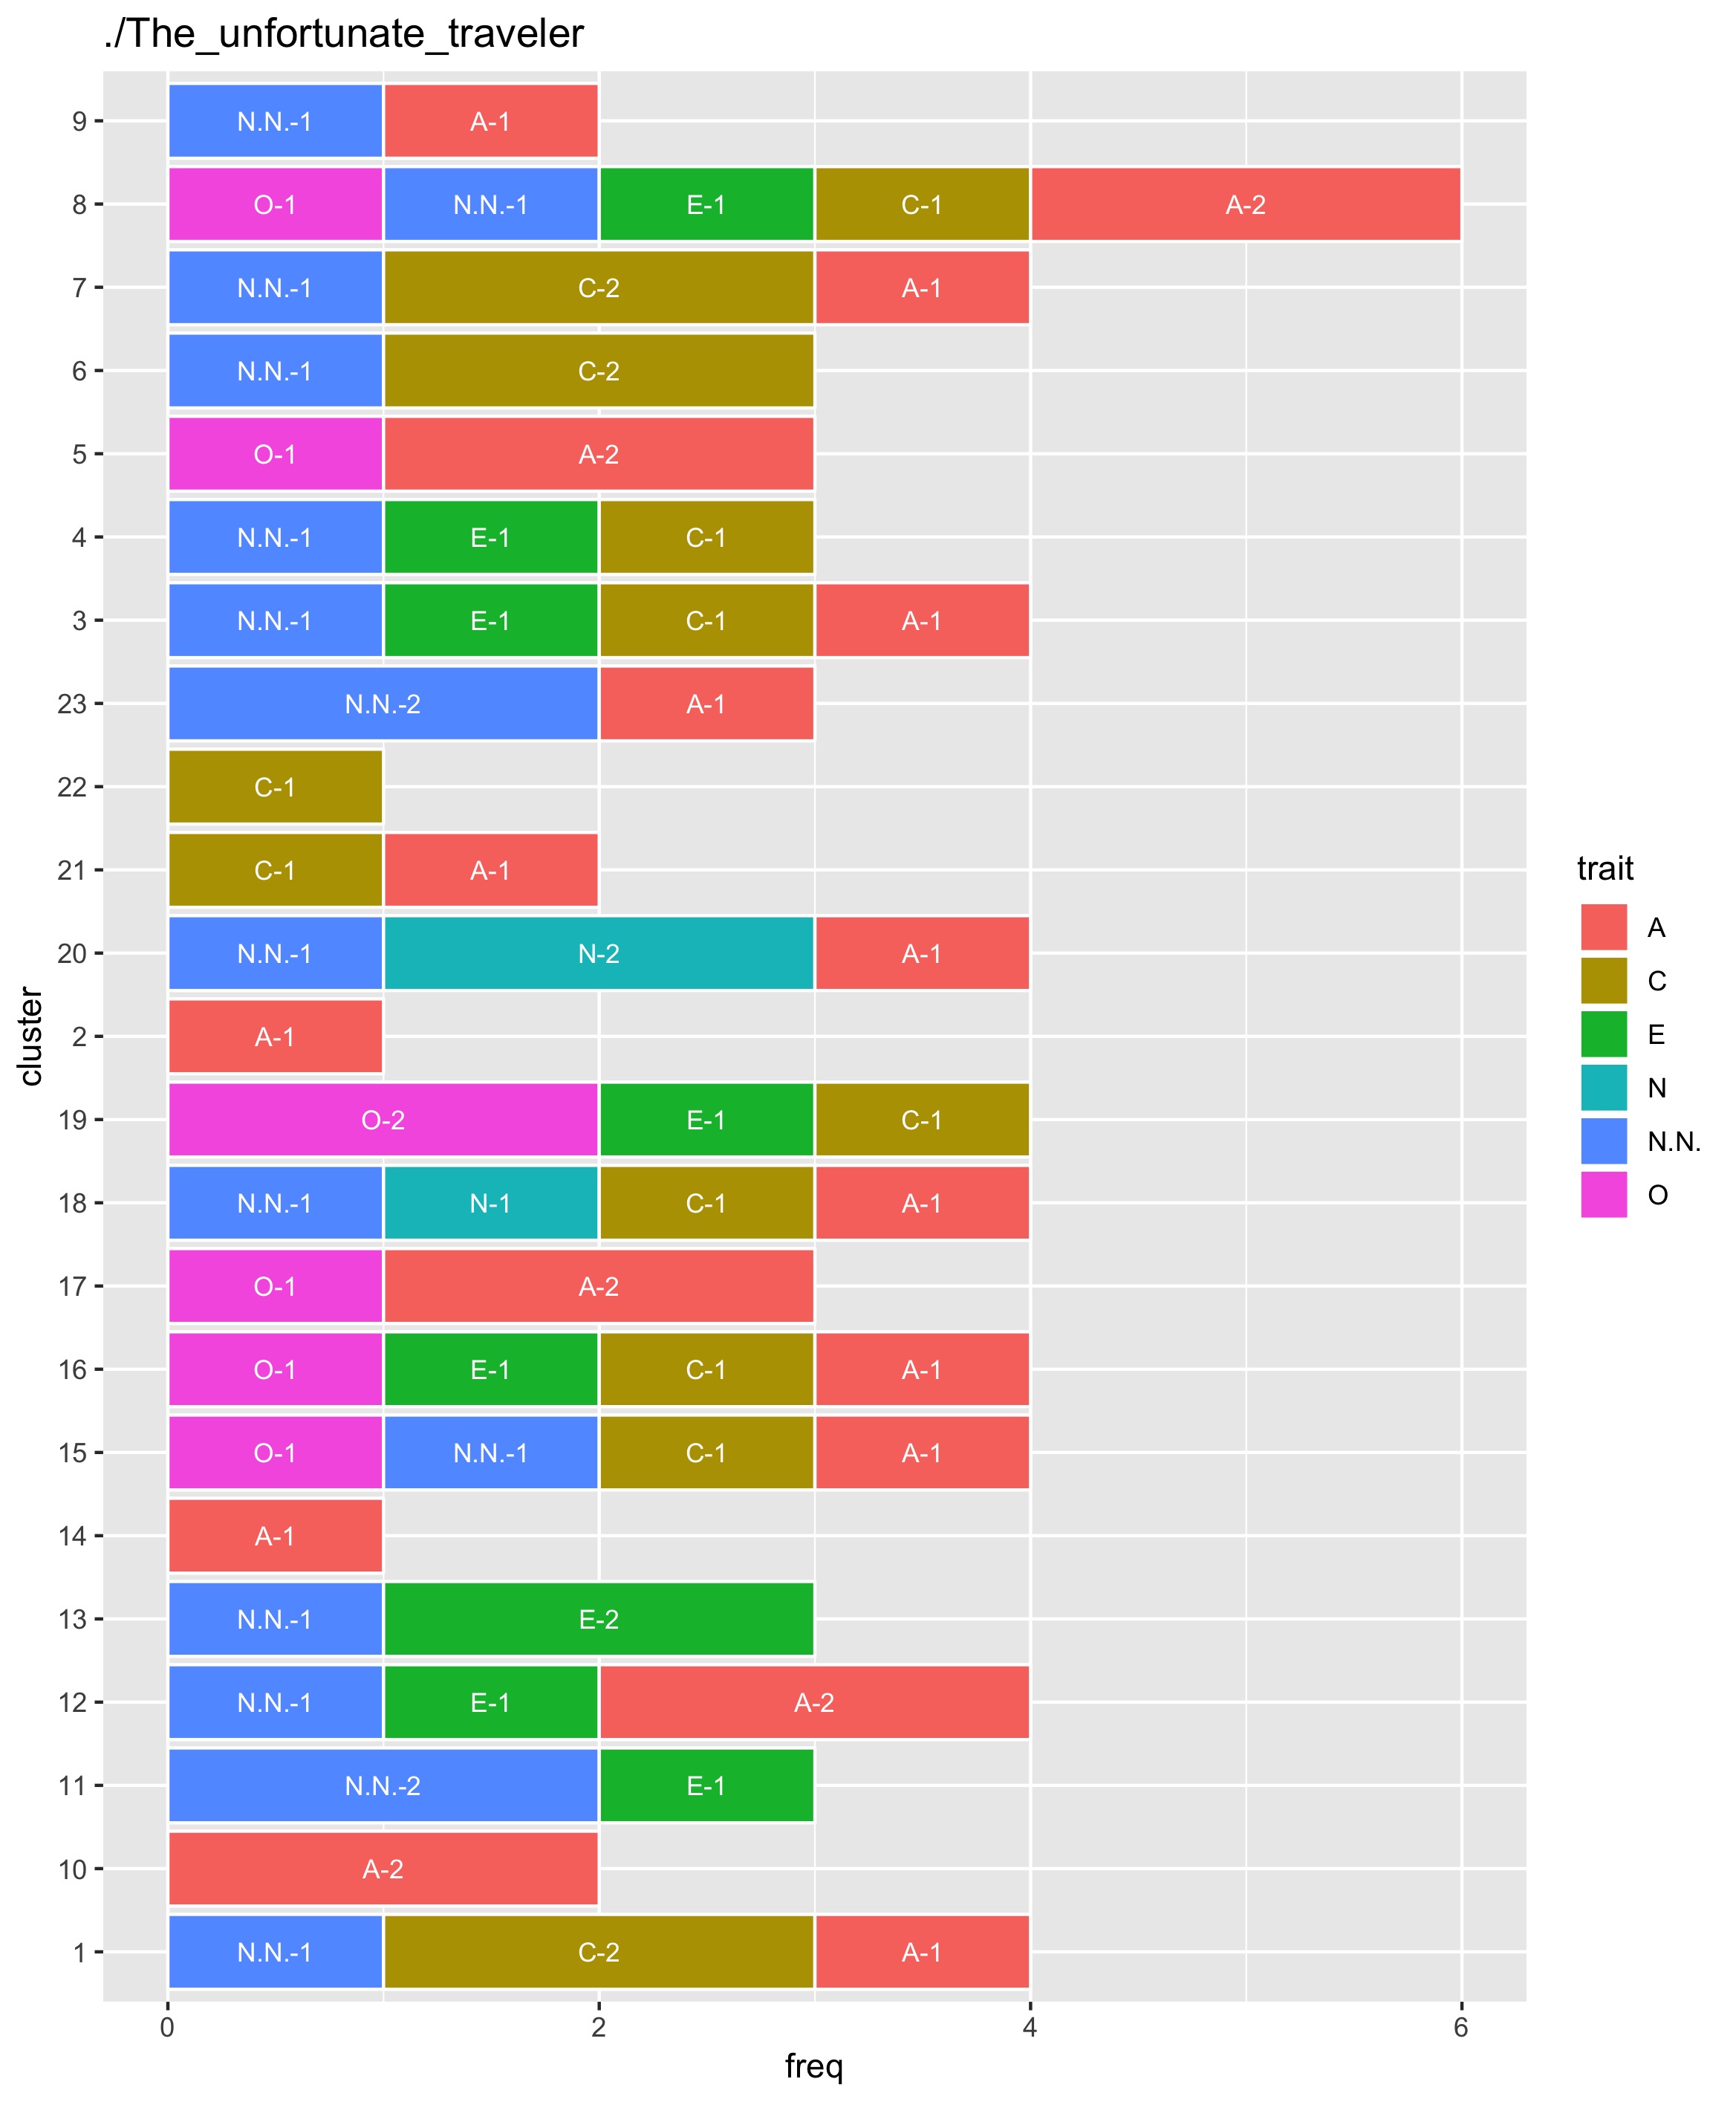 ./The_unfortunate_traveler
9 N.N.-1 A-1
8 O-1 N.N.-1 E-1 C-1 A-2
7 N.N.-1 C-2 A-1
6 N.N.-1 C-2
5 O-1 A-2
4 N.N.-1 E-1 C-1
3 N.N.-1 E-1 C-1 A-1
23 N.N.-2 A-1
22 C-1
21 C-1 A-1
20 N.N.-1 N-2 A-1
2 A-1
19 O-2 E-1 C-1
18 N.N.-1 N-1 C-1 A-1
17 O-1 A-2
16 O-1 E-1 C-1 A-1
15 O-1 N.N.-1 C-1 A-1
14 A-1
13 N.N.-1 E-2
12 N.N.-1 E-1 A-2
11 N.N.-2 E-1
10 A-2
1 N.N.-1 C-2 A-1
0 2 4 6
freq
cluster
trait
A
C
E
N
N.N.
O